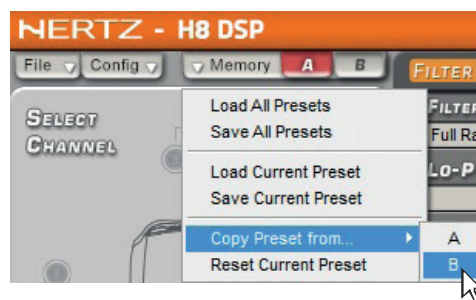 HERTZ - H8 DSP
File Config Memory A B
FILTER
SELECT
CHANNEL
Load All Presets
Save All Presets
Load Current Preset
Save Current Preset
Copy Preset from... A
Reset Current Preset B
FILTER
Full Ra
LO-P